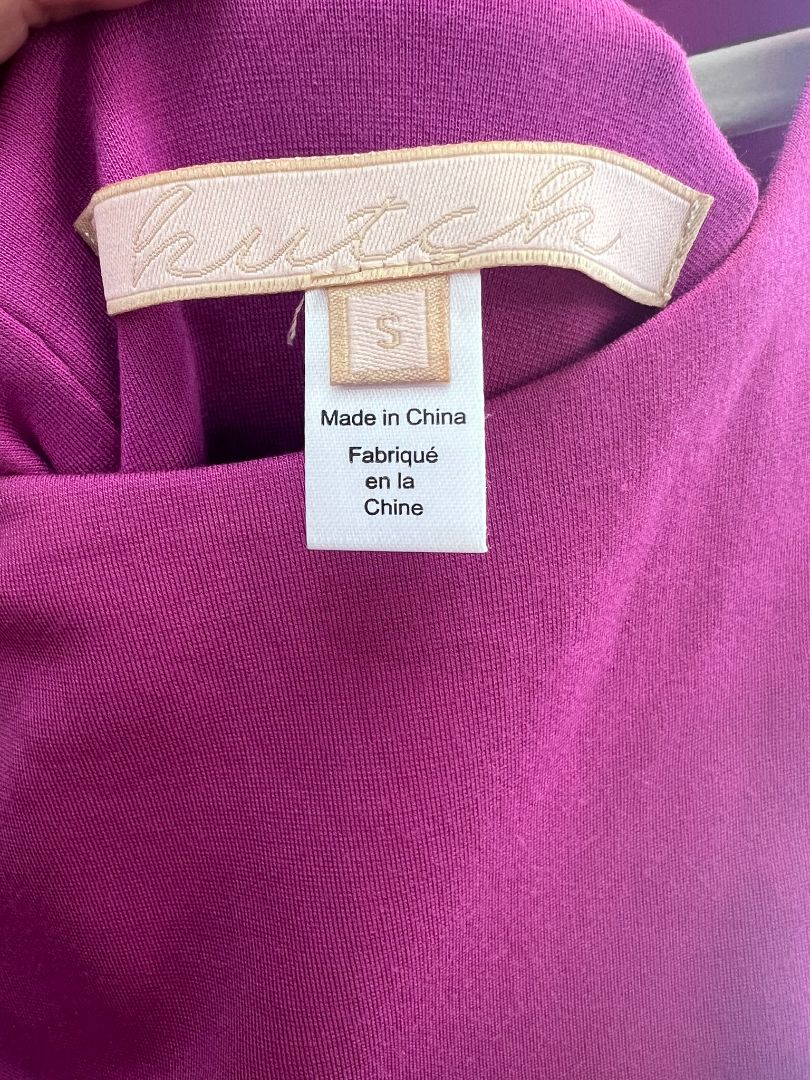 hutch
S
Made in China
Fabriqué
en la
Chine